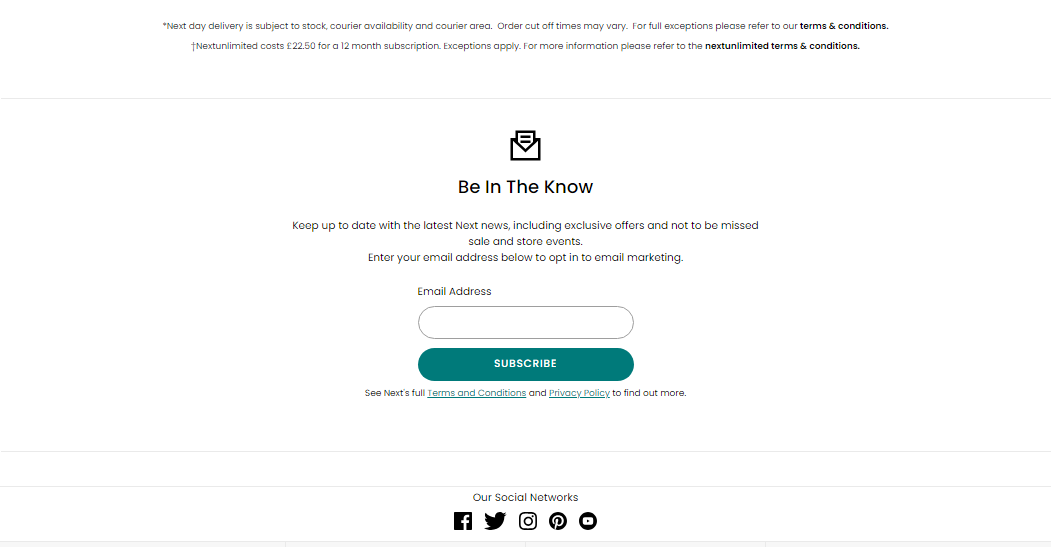 *Next day delivery is subject to stock, courier availability and courier area. Order cut off times may vary. For full exceptions please refer to our terms & conditions.
†Nextunlimited costs £22.50 for a 12 month subscription. Exceptions apply. For more information please refer to the nextunlimited terms & conditions.
Be In The Know
Keep up to date with the latest Next news, including exclusive offers and not to be missed
sale and store events.
Enter your email address below to opt in to email marketing.
Email Address
SUBSCRIBE
See Next's full Terms and Conditions and Privacy Policy to find out more.
Our Social Networks